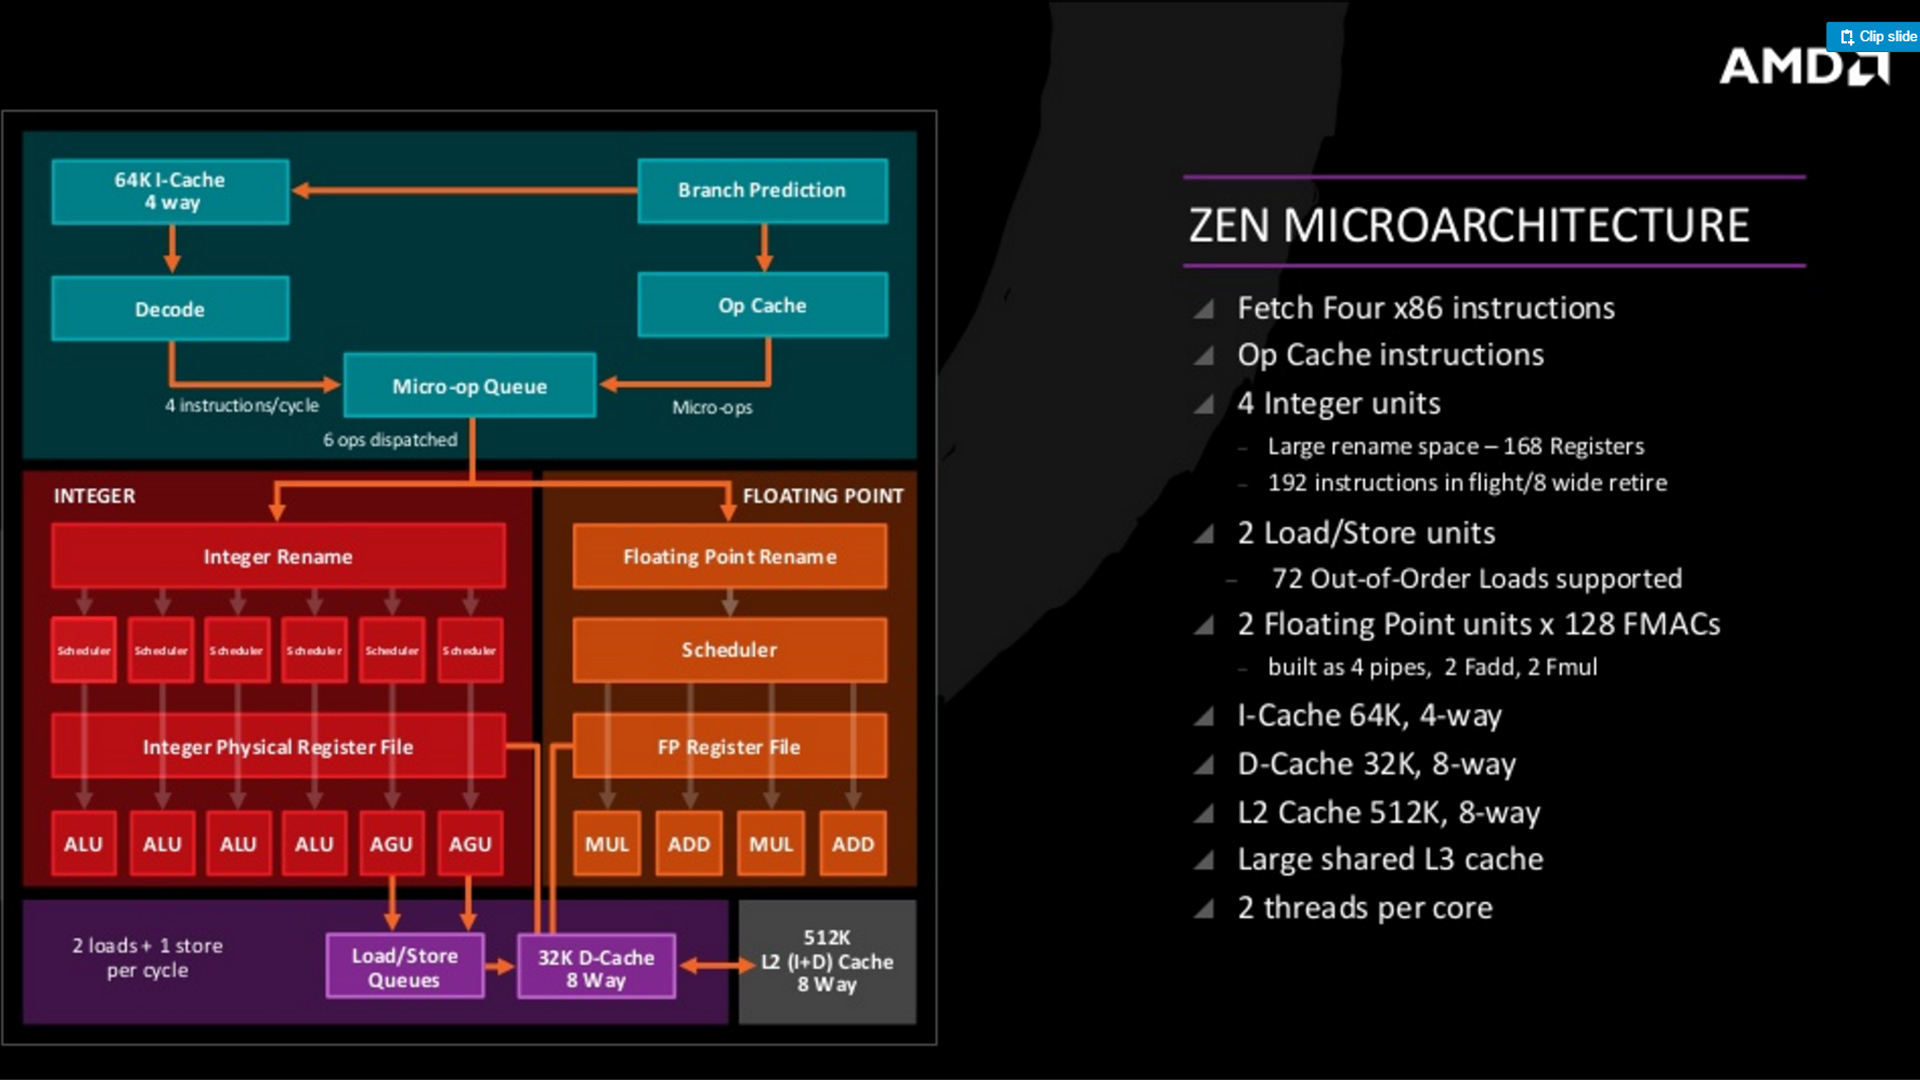 Clip slide
AMD
64K I-Cache
4 way
Branch Prediction
Decode
Op Cache
Micro-op Queue
4 instructions/cycle
Micro-ops
6 ops dispatched
INTEGER
FLOATING POINT
Integer Rename
Floating Point Rename
Scheduler
Scheduler
Scheduler
Scheduler
Scheduler
Scheduler
Scheduler
Integer Physical Register File
FP Register File
ALU
ALU
ALU
ALU
AGU
AGU
MUL
ADD
MUL
ADD
2 loads + 1 store
per cycle
Load/Store
Queues
32K D-Cache
8 Way
512K
L2 (I+D) Cache
8 Way
ZEN MICROARCHITECTURE
Fetch Four x86 instructions
Op Cache instructions
4 Integer units
– Large rename space – 168 Registers
– 192 instructions in flight/8 wide retire
2 Load/Store units
– 72 Out-of-Order Loads supported
2 Floating Point units x 128 FMACs
– built as 4 pipes, 2 Fadd, 2 Fmul
I-Cache 64K, 4-way
D-Cache 32K, 8-way
L2 Cache 512K, 8-way
Large shared L3 cache
2 threads per core